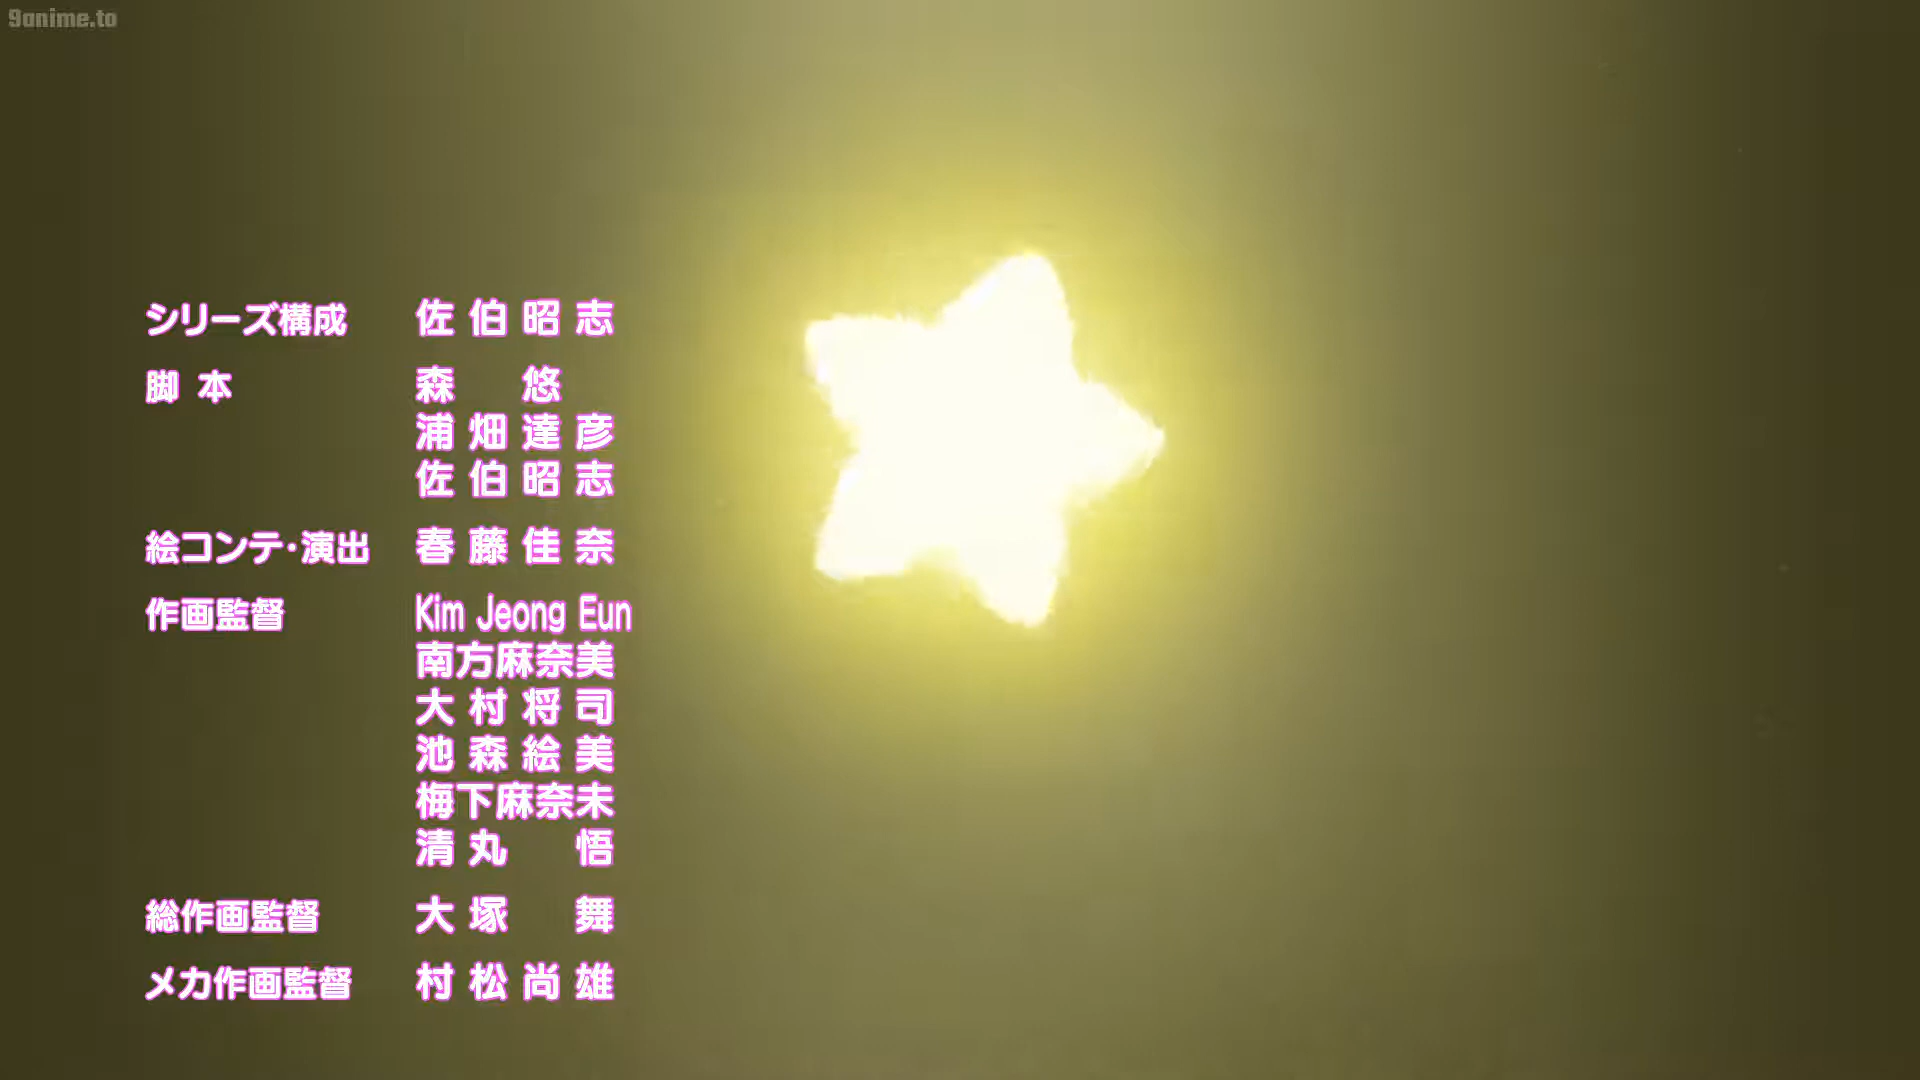 9anime.to
シリーズ構成 佐伯昭志
脚本 森悠
浦畑達彦
佐伯昭志
絵コンテ・演出 春藤佳奈
作画監督 Kim Jeong Eun
南方麻奈美
大村将司
池森絵美
梅下麻奈未
清丸悟
総作画監督 大塚舞
メカ作画監督 村松尚雄